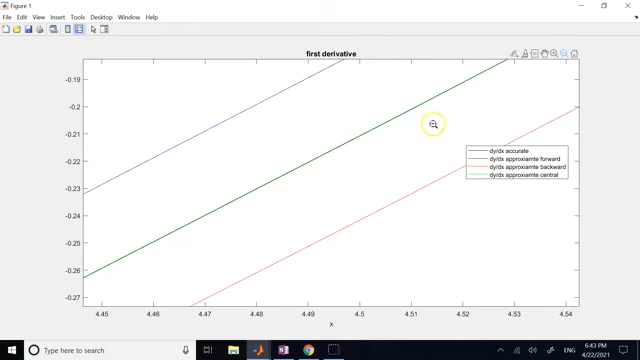 Figure 1
File Edit View Insert Tools Desktop Window Help
first derivative
-0.19
-0.2
-0.21
-0.22
-0.23
-0.24
-0.25
-0.26
-0.27
dy/dx accurate
dy/dx approxiamte forward
dy/dx approxiamte backward
dy/dx approxiamte central
4.45 4.46 4.47 4.48 4.49 4.5 4.51 4.52 4.53 4.54
x
Type here to search
ENG
6:43 PM
4/22/2021